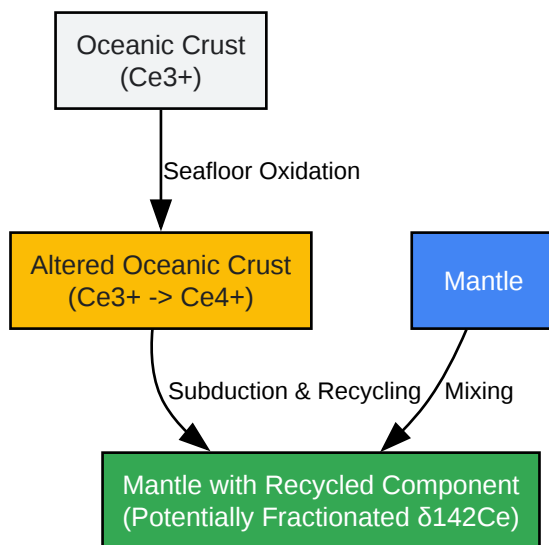 Oceanic Crust
(Ce3+)
Seafloor Oxidation
Altered Oceanic Crust
(Ce3+ -> Ce4+)
Mantle
Subduction & Recycling
Mixing
Mantle with Recycled Component
(Potentially Fractionated δ142Ce)